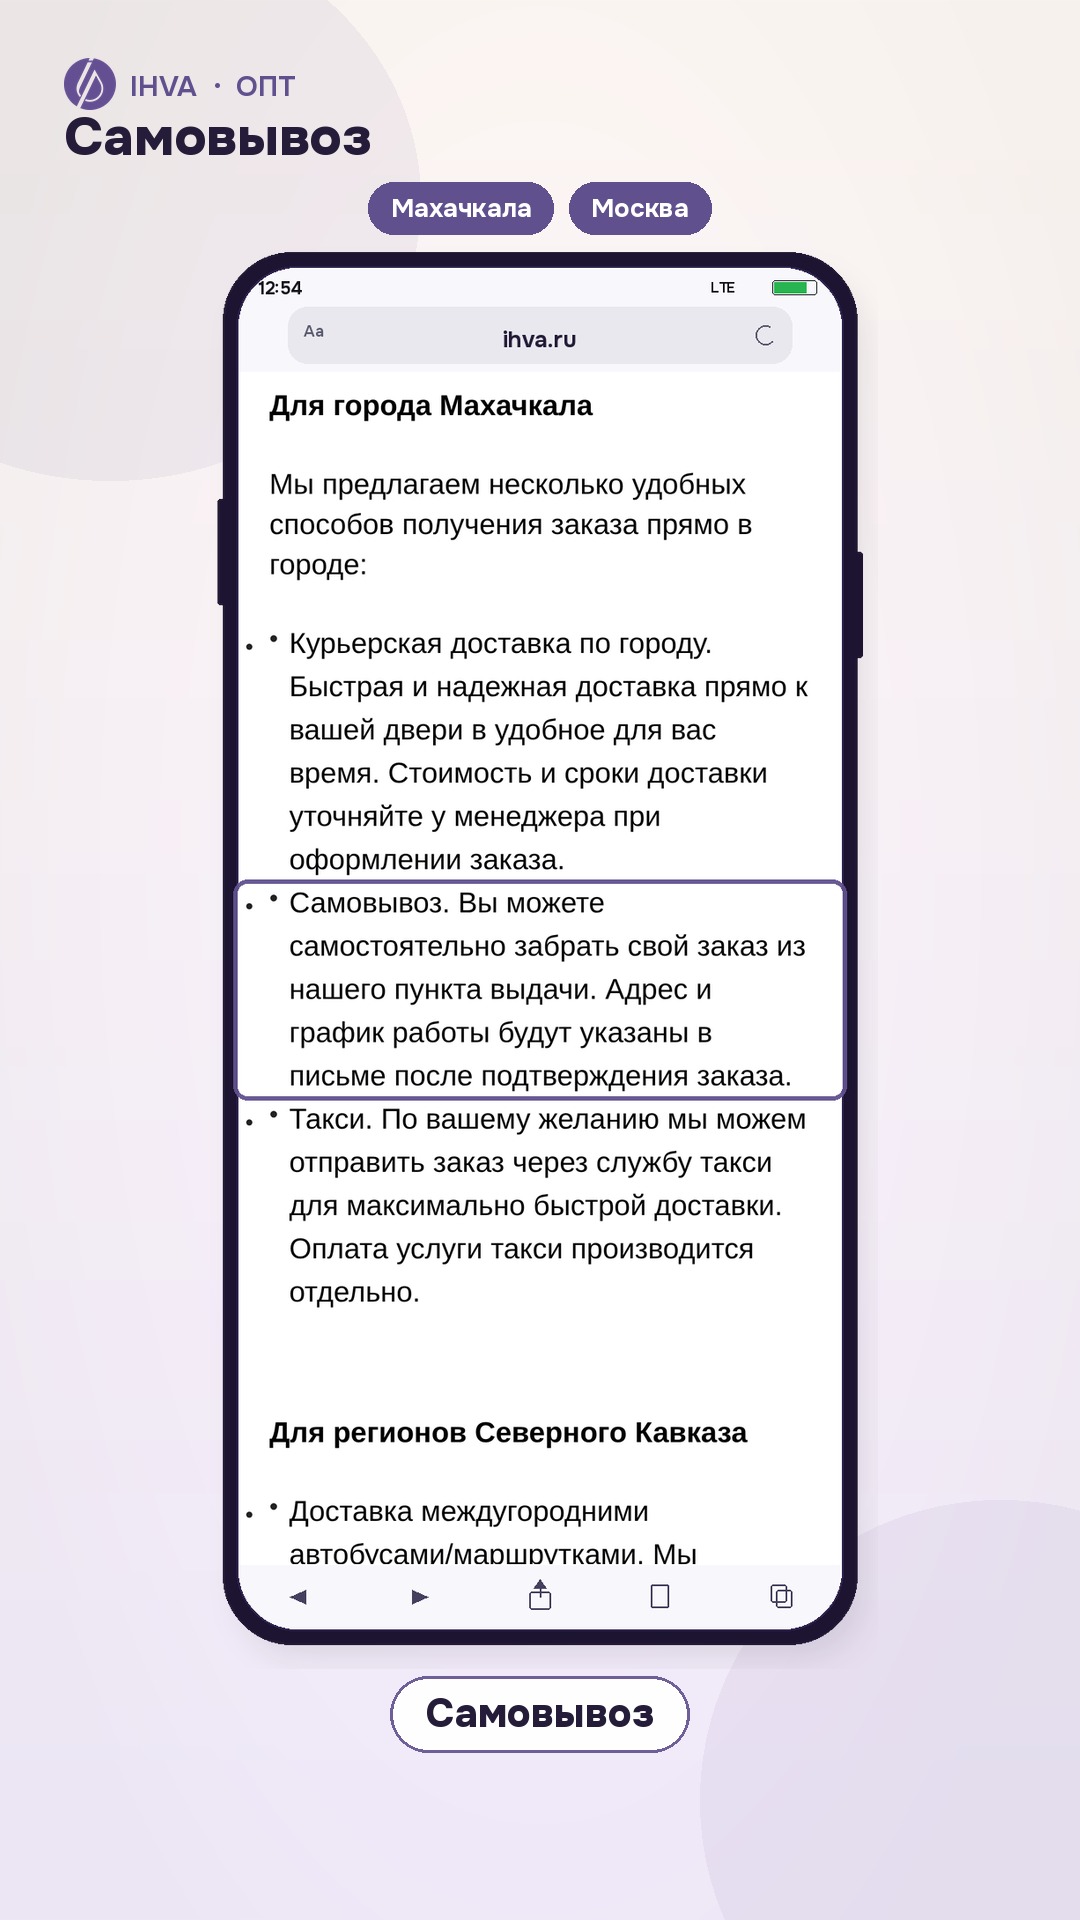 IHVA · ОПТ
Самовывоз
Махачкала Москва
12:54 LTE
Aa ihva.ru
Для города Махачкала
Мы предлагаем несколько удобных
способов получения заказа прямо в
городе:
• • Курьерская доставка по городу.
Быстрая и надежная доставка прямо к
вашей двери в удобное для вас
время. Стоимость и сроки доставки
уточняйте у менеджера при
оформлении заказа.
• • Самовывоз. Вы можете
самостоятельно забрать свой заказ из
нашего пункта выдачи. Адрес и
график работы будут указаны в
письме после подтверждения заказа.
• • Такси. По вашему желанию мы можем
отправить заказ через службу такси
для максимально быстрой доставки.
Оплата услуги такси производится
отдельно.
Для регионов Северного Кавказа
• • Доставка междугородними
автобусами/маршрутками. Мы
Самовывоз